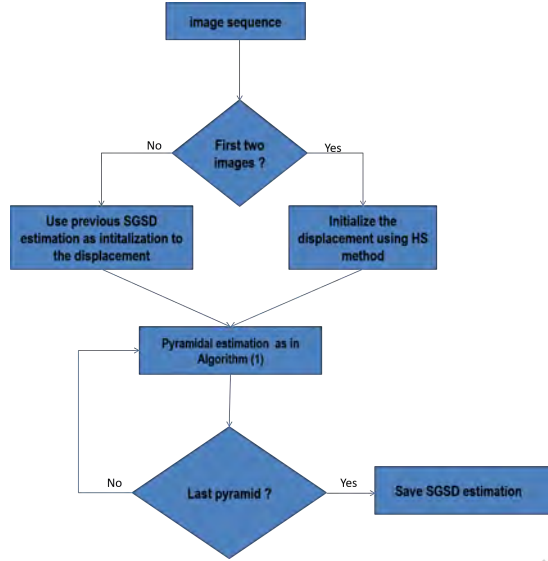 image sequence
No
First two
Yes
images ?
Use previous SGSD
estimation as intitalization to
the displacement
Initialize the
displacement using HS
method
Pyramidal estimation as in
Algorithm (1)
No
Last pyramid ?
Yes
Save SGSD estimation